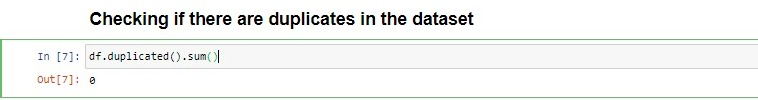 Checking if there are duplicates in the dataset
In [7]: df.duplicated().sum()
Out[7]: 0